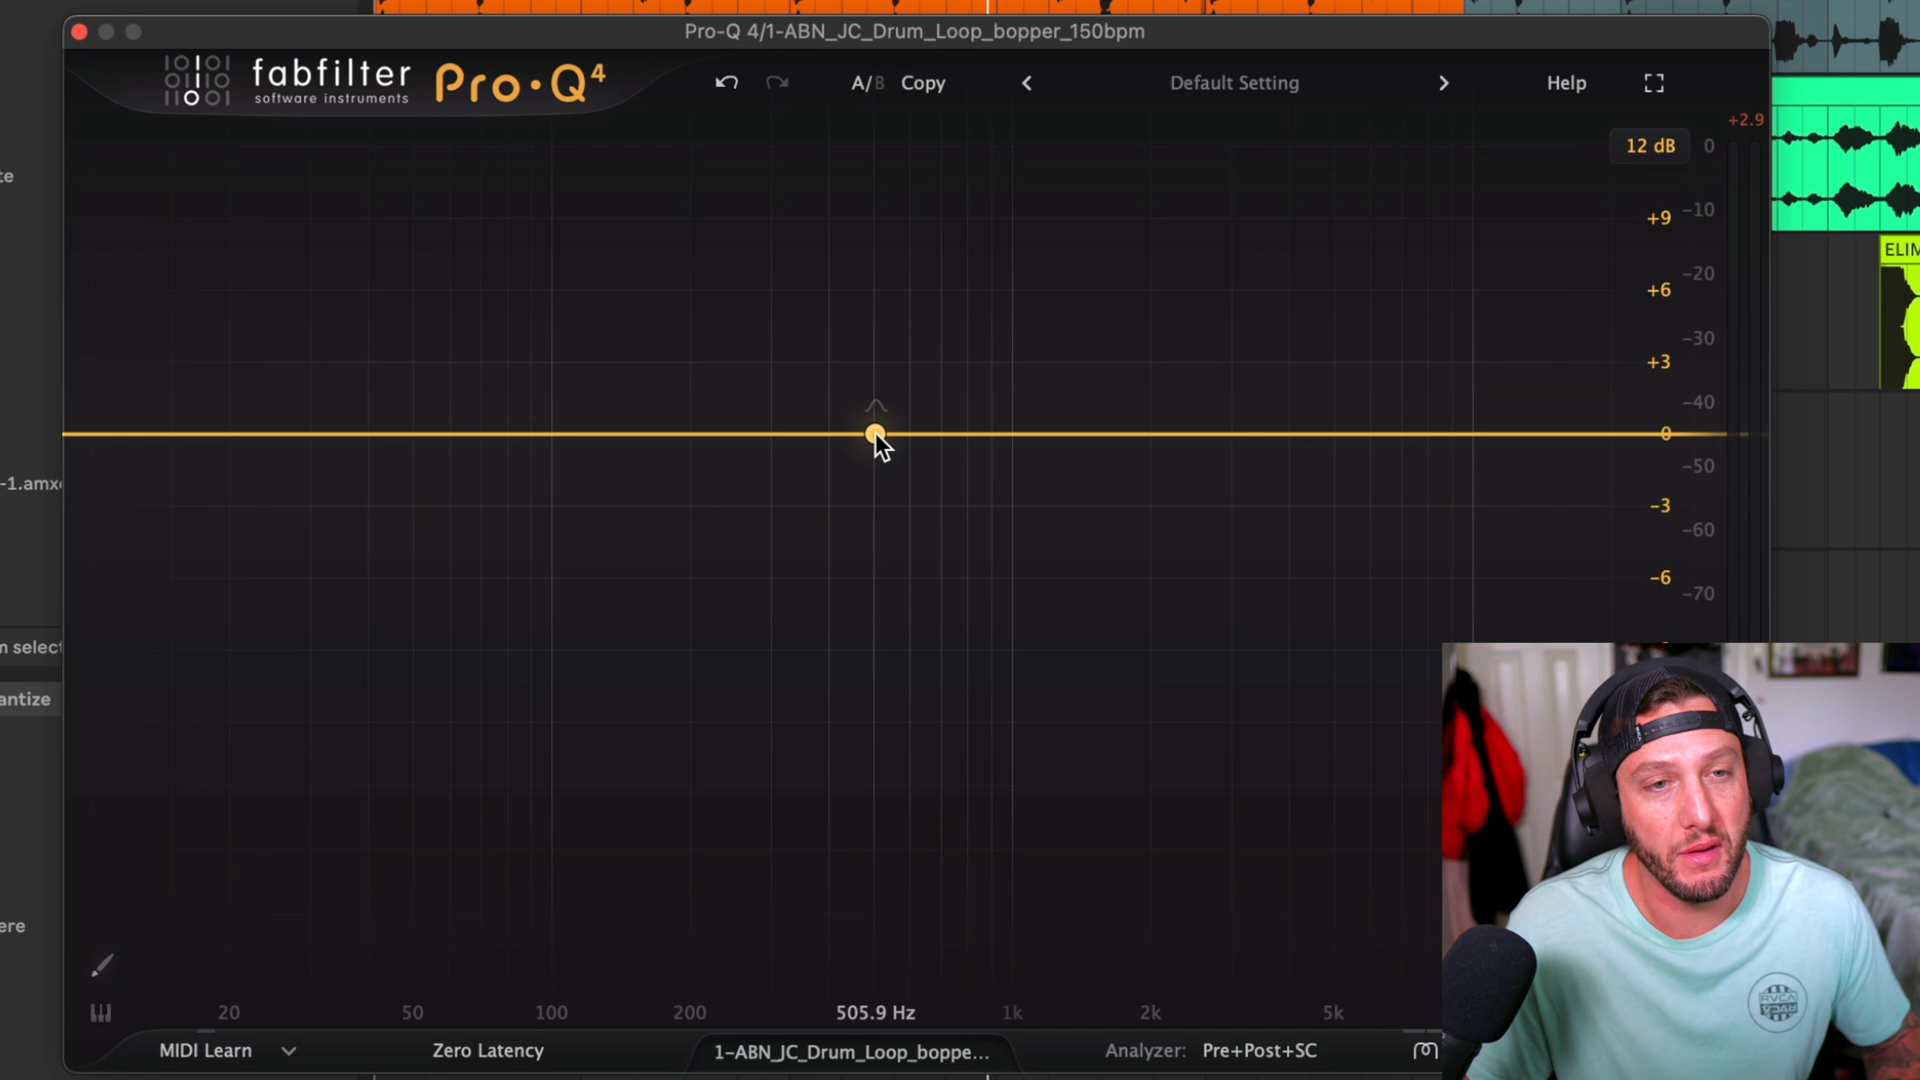 Pro-Q 4/1-ABN_JC_Drum_Loop_bopper_150bpm
fabfilter
software instruments
Pro·Q4
A/B Copy
Default Setting
Help
+2.9
12 dB 0
+9 -10
-20
+6
-30
+3
-40
0
-50
-3
-60
-6
-70
te
-1.amx
m select
antize
ere
ELIM
20 50 100 200 505.9 Hz 1k 2k 5k
MIDI Learn
Zero Latency
1-ABN_JC_Drum_Loop_boppe...
Analyzer: Pre+Post+SC
RVCA